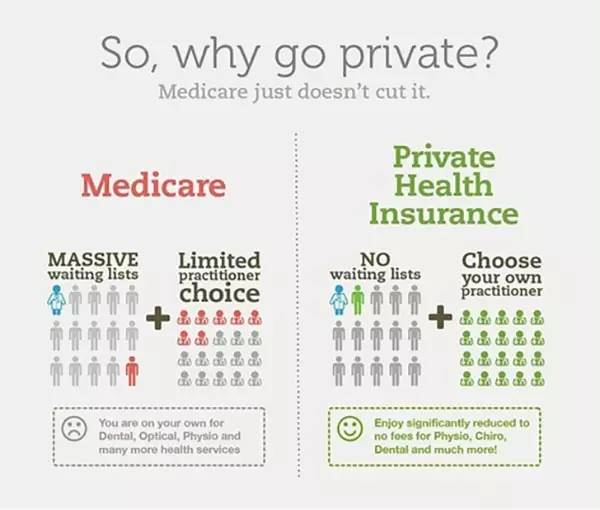 So, why go private?
Medicare just doesn't cut it.
Medicare
MASSIVE
waiting lists
Limited
practitioner
choice
You are on your own for
Dental, Optical, Physio and
many more health services
Private
Health
Insurance
NO
waiting lists
Choose
your own
practitioner
Enjoy significantly reduced to
no fees for Physio, Chiro,
Dental and much more!